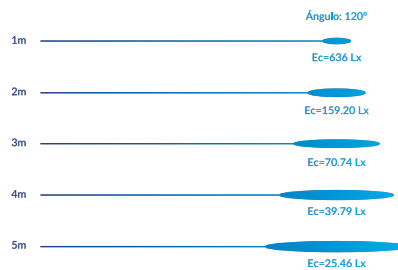 Ángulo: 120º
1m
Ec=636 Lx
2m
Ec=159.20 Lx
3m
Ec=70.74 Lx
4m
Ec=39.79 Lx
5m
Ec=25.46 Lx